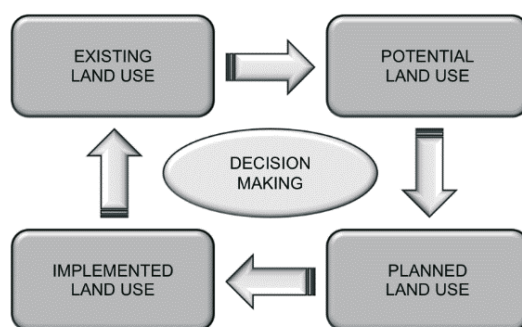 EXISTING
LAND USE
POTENTIAL
LAND USE
DECISION
MAKING
IMPLEMENTED
LAND USE
PLANNED
LAND USE